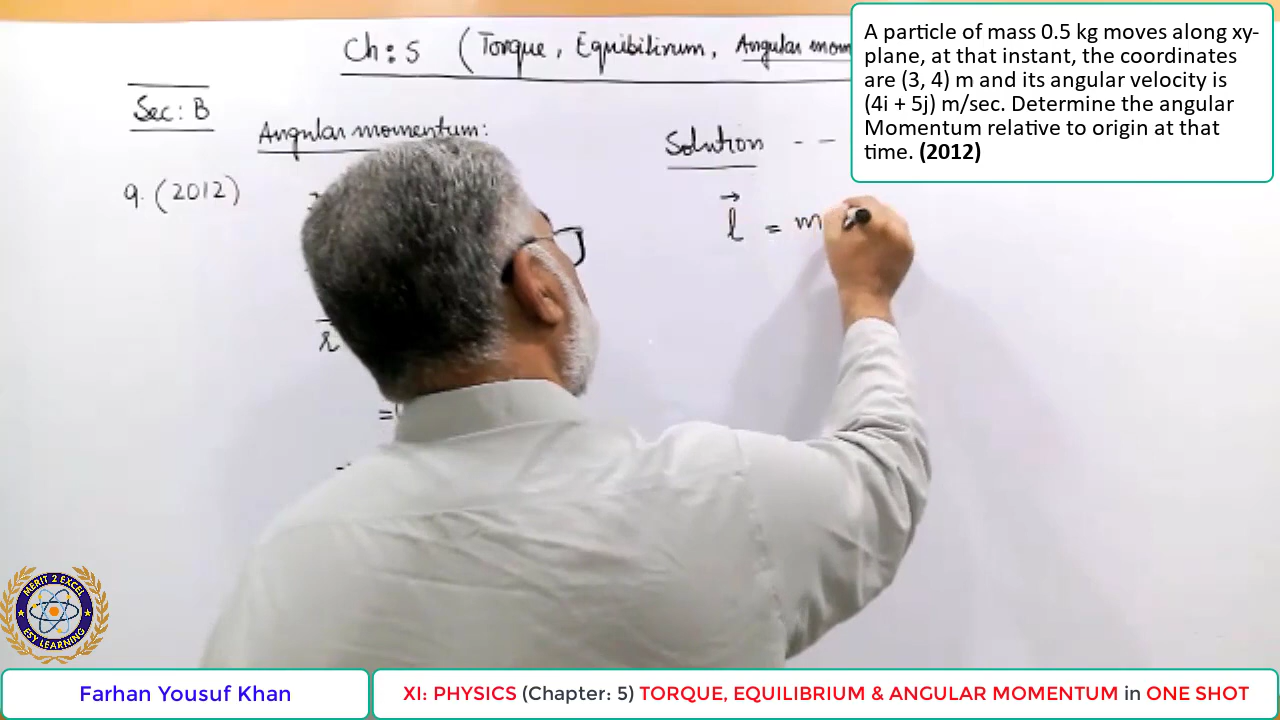 Ch: 5 ( Torque, Equibilirum, Angular mom
Sec: B
Angular momentum:
9. (2012)
Solution - -
l = m
=
A particle of mass 0.5 kg moves along xy-
plane, at that instant, the coordinates
are (3, 4) m and its angular velocity is
(4i + 5j) m/sec. Determine the angular
Momentum relative to origin at that
time. (2012)
MERIT 2 EXCEL
ESY LEARNING
Farhan Yousuf Khan
XI: PHYSICS (Chapter: 5) TORQUE, EQUILIBRIUM & ANGULAR MOMENTUM in ONE SHOT